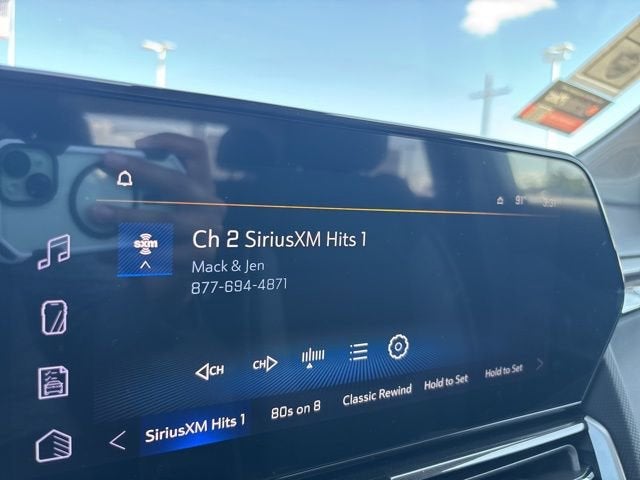 91°
sxm
Ch 2 SiriusXM Hits 1
Mack & Jen
877-694-4871
CH
CH
SiriusXM Hits 1
80s on 8
Classic Rewind
Hold to Set
Hold to Set